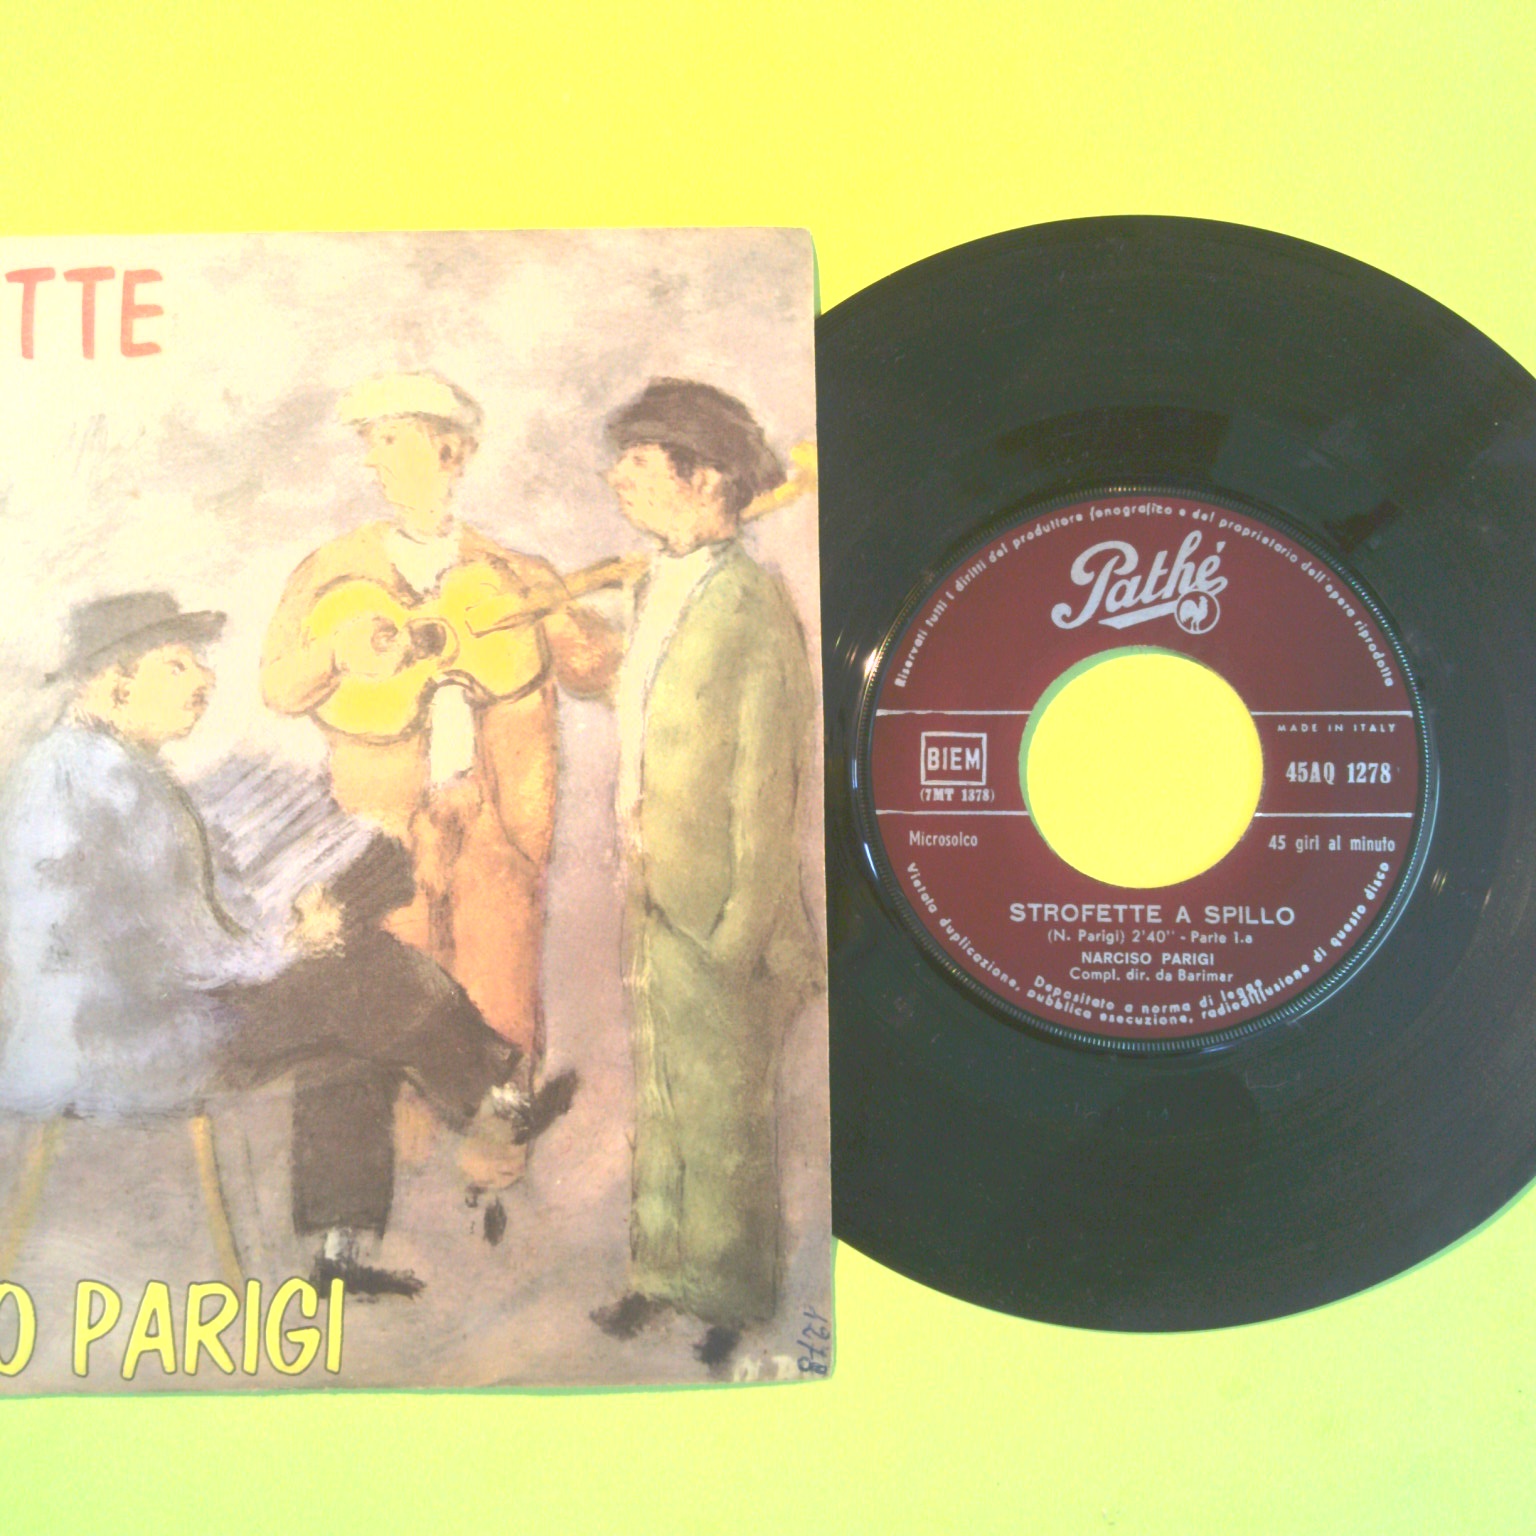 TTE
O PARIGI
1278
Riservati tutti i diritti del produttore fonografico e del proprietario dell'opera riprodotta
Pathé
MADE IN ITALY
BIEM
45AQ 1278
(7MT 1378)
Microsolco
45 giri al minuto
STROFETTE A SPILLO
(N. Parigi) 2'40'' - Parte 1.a
NARCISO PARIGI
Compl. dir. da Barimar
Depositato a norma di legge
Vietata duplicazione, pubblica esecuzione, radiodiffusione di questo disco